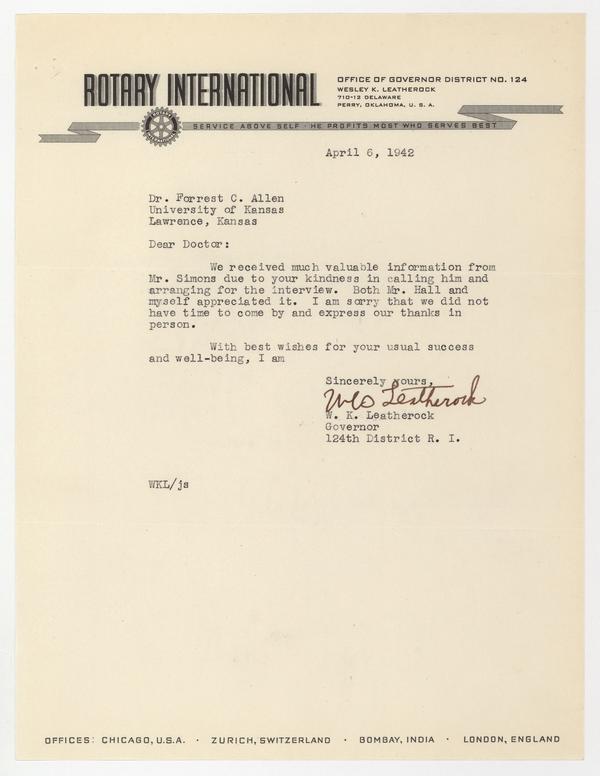 ROTARY INTERNATIONAL
OFFICE OF GOVERNOR DISTRICT NO. 124
WESLEY K. LEATHEROCK
710-12 DELAWARE
PERRY, OKLAHOMA, U. S. A.
SERVICE ABOVE SELF · HE PROFITS MOST WHO SERVES BEST
April 6, 1942
Dr. Forrest C. Allen
University of Kansas
Lawrence, Kansas
Dear Doctor:
We received much valuable information from
Mr. Simons due to your kindness in calling him and
arranging for the interview. Both Mr. Hall and
myself appreciated it. I am sorry that we did not
have time to come by and express our thanks in
person.
With best wishes for your usual success
and well-being, I am
Sincerely yours,
Leatherock
W. K. Leatherock
Governor
124th District R. I.
WKL/js
OFFICES: CHICAGO, U.S.A. · ZURICH, SWITZERLAND · BOMBAY, INDIA · LONDON, ENGLAND